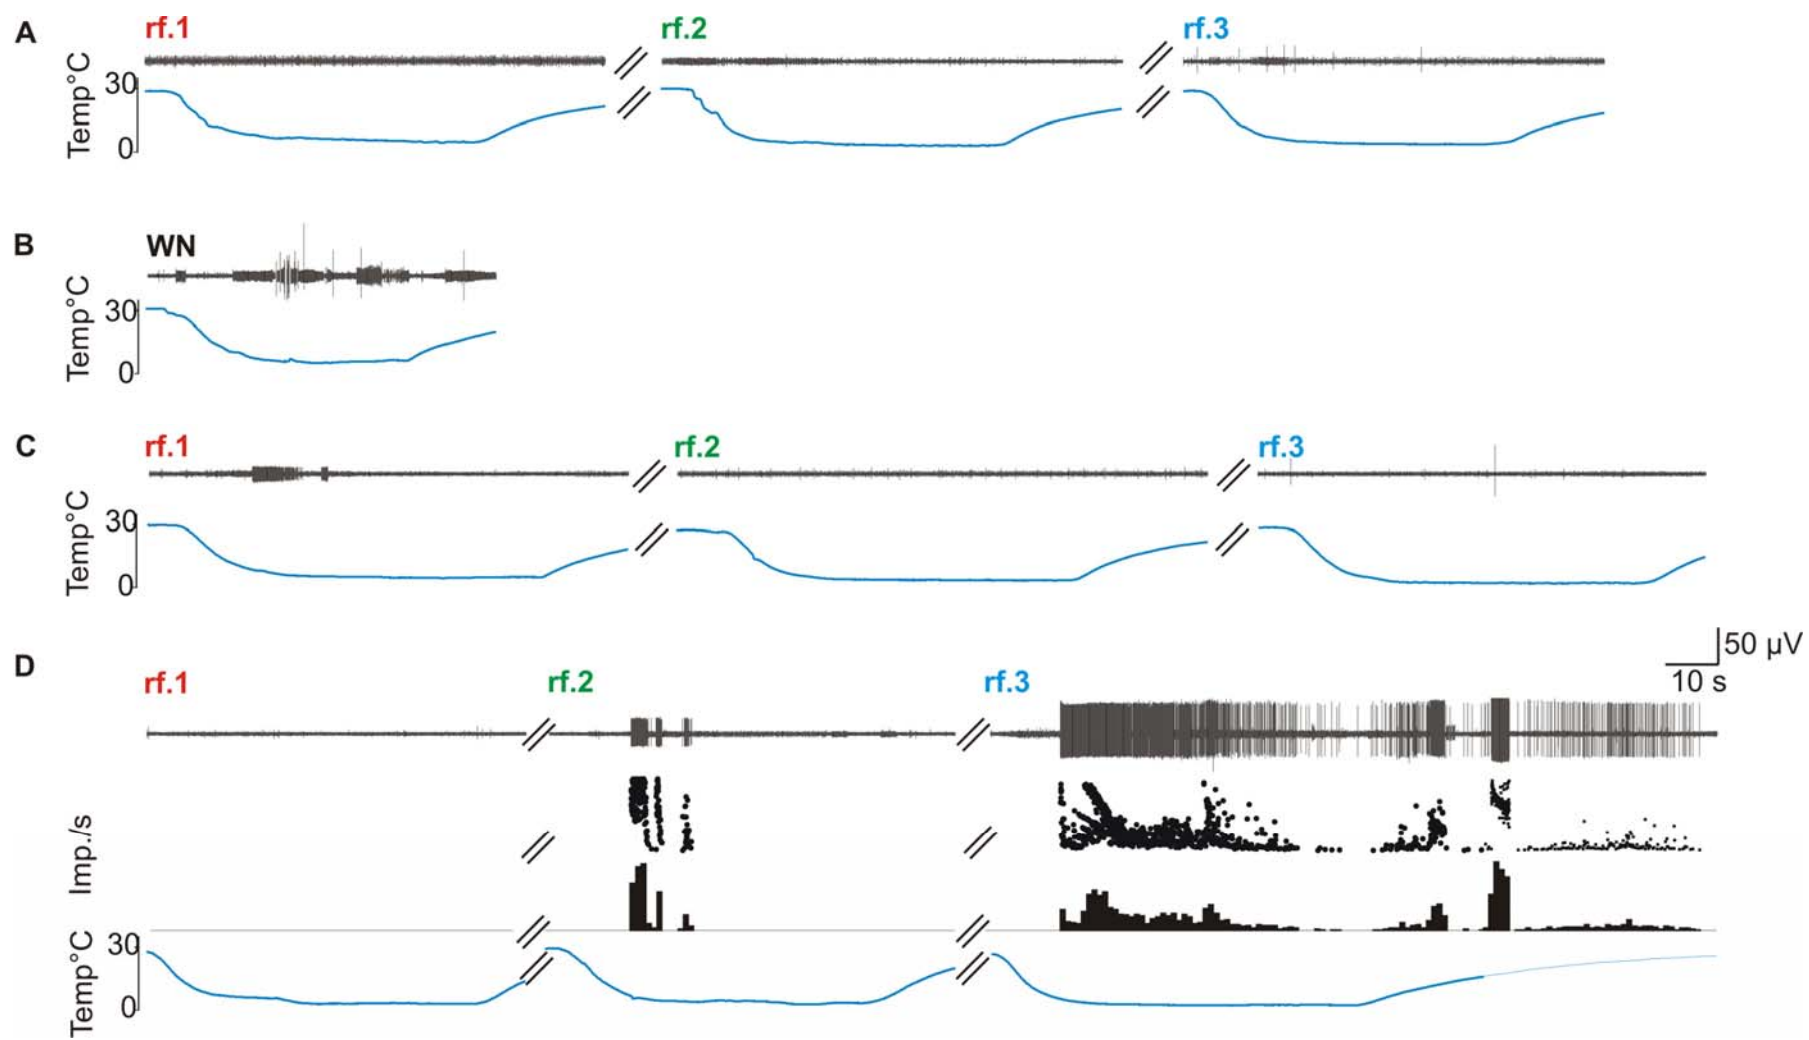 A
rf.1
rf.2
rf.3
Temp°C
30
0
B
WN
Temp°C
30
0
C
rf.1
rf.2
rf.3
Temp°C
30
0
50 µV
10 s
D
rf.1
rf.2
rf.3
Imp./s
Temp°C
30
0